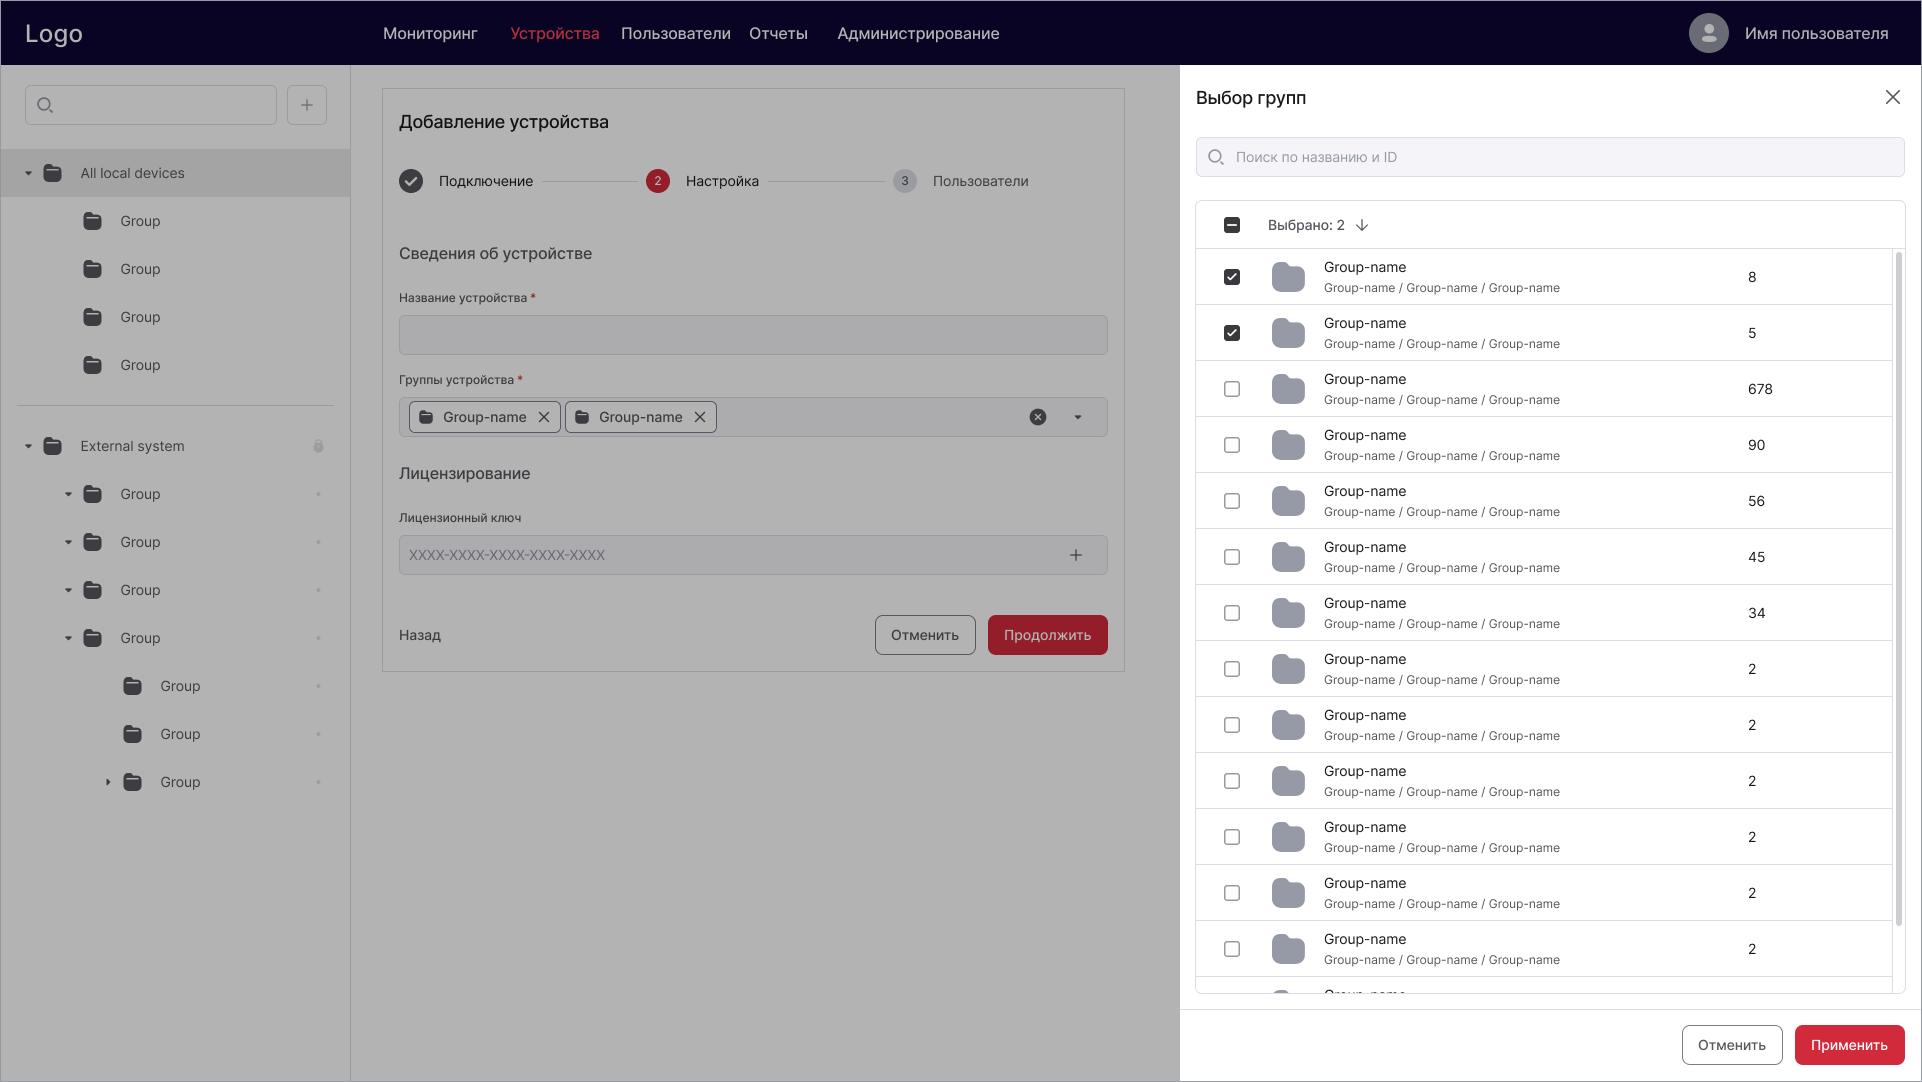 Logo
Мониторинг Устройства Пользователи Отчеты Администрирование
Имя пользователя
All local devices
Group
Group
Group
Group
External system
Group
Group
Group
Group
Group
Group
Group
Добавление устройства
Подключение 2 Настройка 3 Пользователи
Сведения об устройстве
Название устройства *
Группы устройства *
Group-name Group-name
Лицензирование
Лицензионный ключ
XXXX-XXXX-XXXX-XXXX-XXXX
Назад Отменить Продолжить
Выбор групп
Поиск по названию и ID
Выбрано: 2
Group-name
Group-name / Group-name / Group-name
8
Group-name
Group-name / Group-name / Group-name
5
Group-name
Group-name / Group-name / Group-name
678
Group-name
Group-name / Group-name / Group-name
90
Group-name
Group-name / Group-name / Group-name
56
Group-name
Group-name / Group-name / Group-name
45
Group-name
Group-name / Group-name / Group-name
34
Group-name
Group-name / Group-name / Group-name
2
Group-name
Group-name / Group-name / Group-name
2
Group-name
Group-name / Group-name / Group-name
2
Group-name
Group-name / Group-name / Group-name
2
Group-name
Group-name / Group-name / Group-name
2
Group-name
Group-name / Group-name / Group-name
2
Отменить Применить